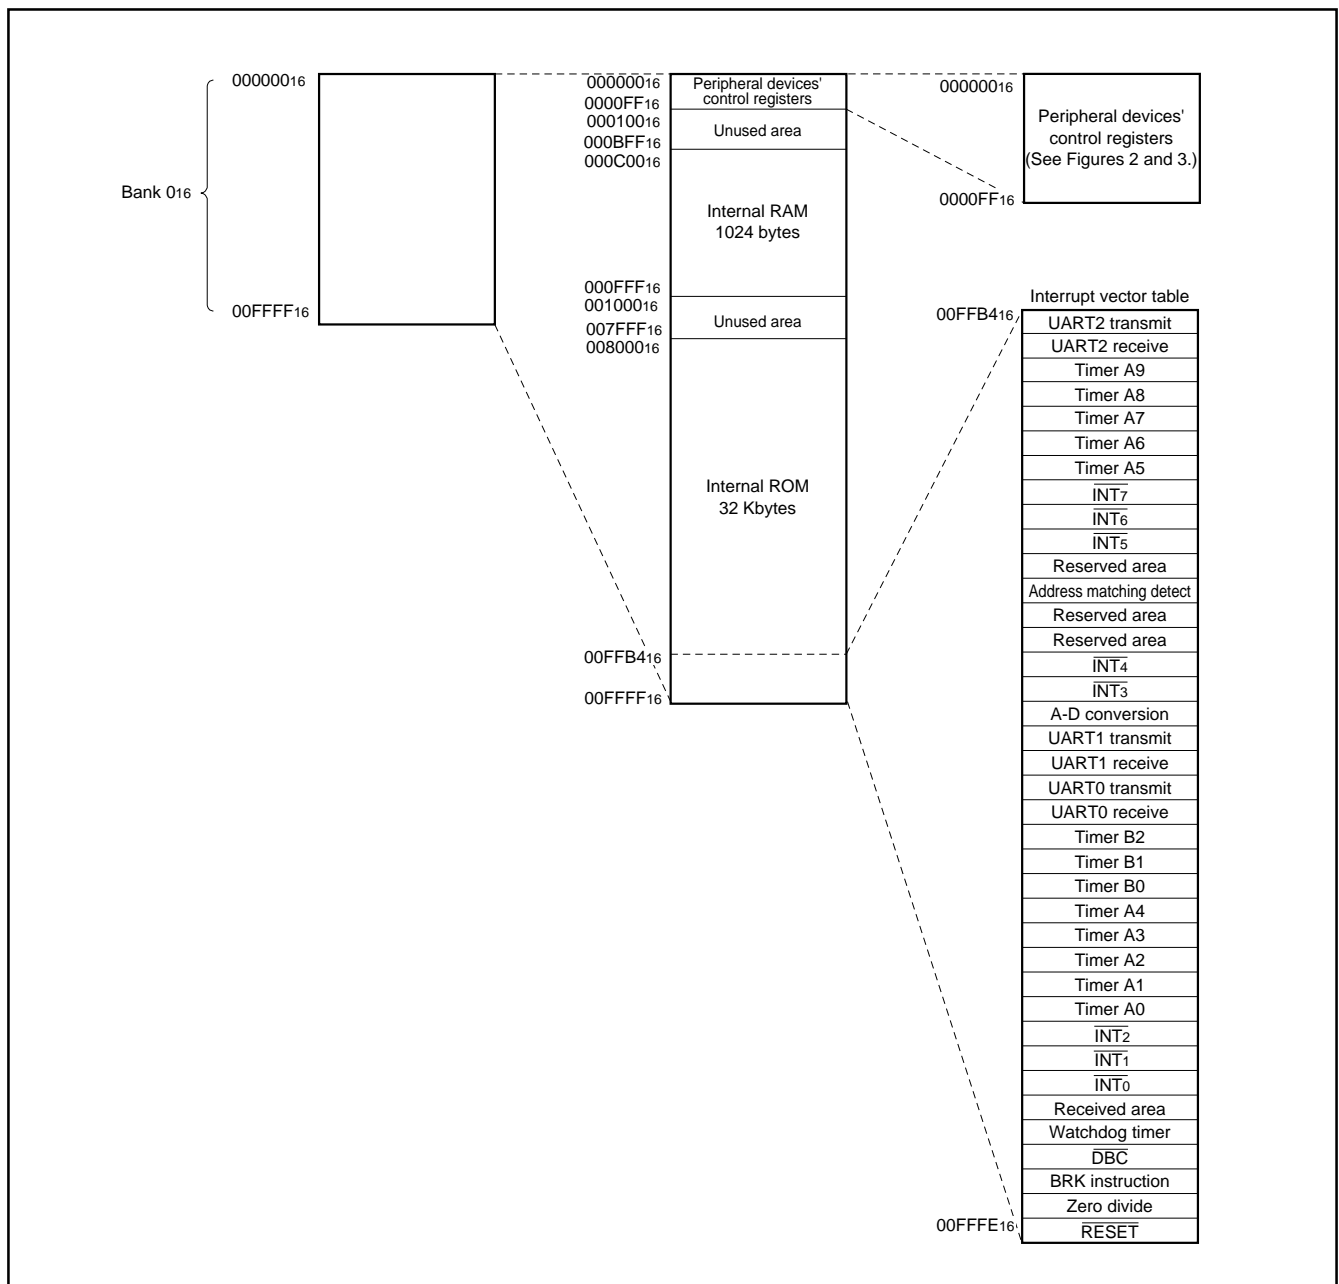 Bank 016
00000016
00FFFF16
00000016
0000FF16
00010016
000BFF16
000C0016
000FFF16
00100016
007FFF16
00800016
00FFB416
00FFFF16
Peripheral devices'
control registers
Unused area
Internal RAM
1024 bytes
Unused area
Internal ROM
32 Kbytes
00000016
0000FF16
Peripheral devices'
control registers
(See Figures 2 and 3.)
Interrupt vector table
00FFB416
UART2 transmit
UART2 receive
Timer A9
Timer A8
Timer A7
Timer A6
Timer A5
INT7
INT6
INT5
Reserved area
Address matching detect
Reserved area
Reserved area
INT4
INT3
A-D conversion
UART1 transmit
UART1 receive
UART0 transmit
UART0 receive
Timer B2
Timer B1
Timer B0
Timer A4
Timer A3
Timer A2
Timer A1
Timer A0
INT2
INT1
INT0
Received area
Watchdog timer
DBC
BRK instruction
Zero divide
00FFFE16
RESET